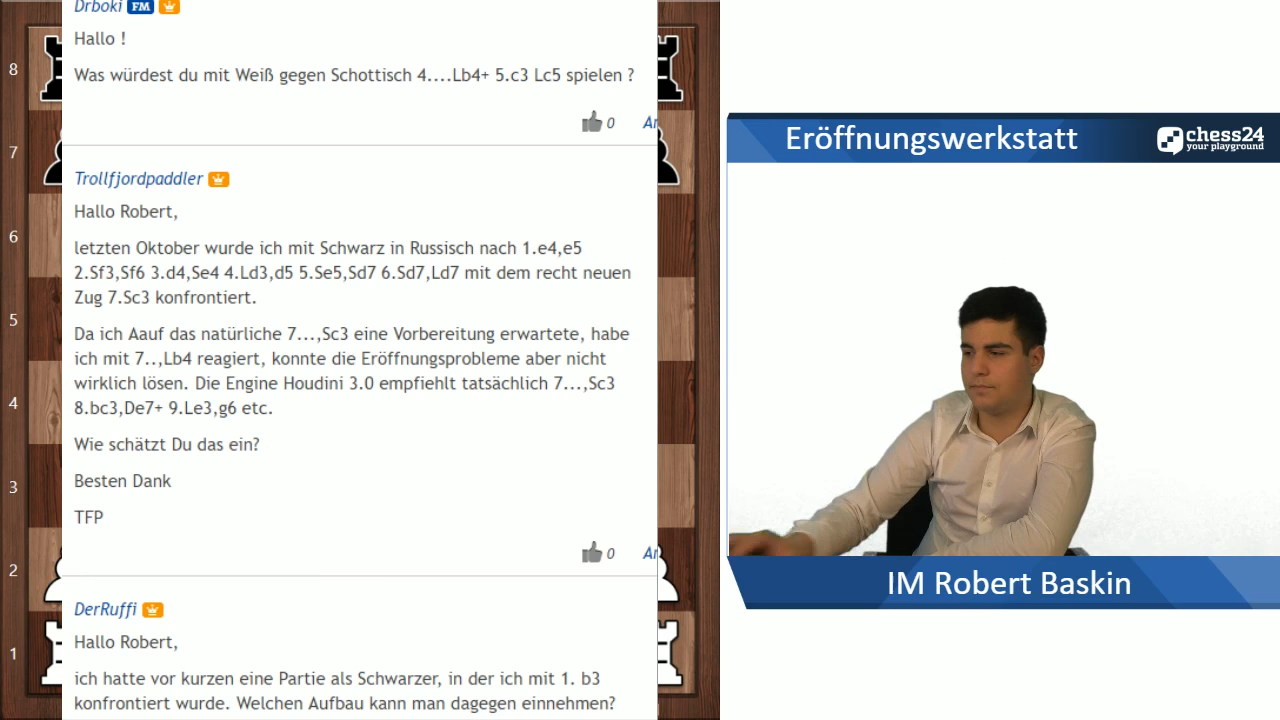 Drboki FM
Hallo !
Was würdest du mit Weiß gegen Schottisch 4....Lb4+ 5.c3 Lc5 spielen ?
0
Trollfjordpaddler
Hallo Robert,
letzten Oktober wurde ich mit Schwarz in Russisch nach 1.e4,e5
2.Sf3,Sf6 3.d4,Se4 4.Ld3,d5 5.Se5,Sd7 6.Sd7,Ld7 mit dem recht neuen
Zug 7.Sc3 konfrontiert.
Da ich Aauf das natürliche 7...,Sc3 eine Vorbereitung erwartete, habe
ich mit 7..,Lb4 reagiert, konnte die Eröffnungsprobleme aber nicht
wirklich lösen. Die Engine Houdini 3.0 empfiehlt tatsächlich 7...,Sc3
8.bc3,De7+ 9.Le3,g6 etc.
Wie schätzt Du das ein?
Besten Dank
TFP
0
DerRuffi
Hallo Robert,
ich hatte vor kurzen eine Partie als Schwarzer, in der ich mit 1. b3
konfrontiert wurde. Welchen Aufbau kann man dagegen einnehmen?
8
7
6
5
4
3
2
1
Eröffnungswerkstatt
chess24
your playground
IM Robert Baskin